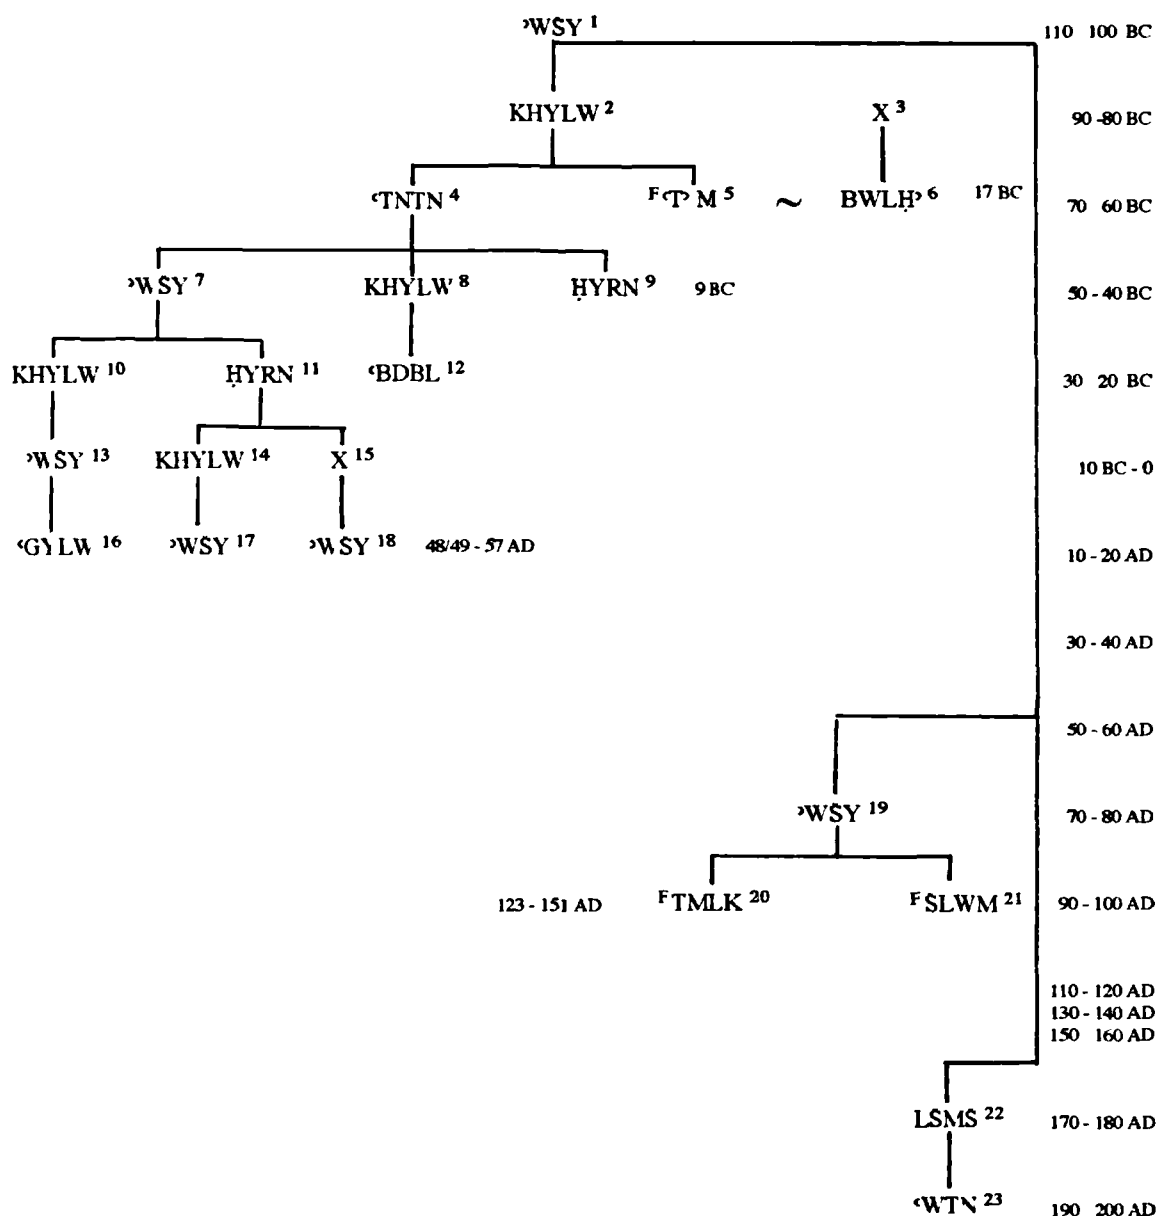 ʾWŠY 1 110 100 BC
KHYLW 2 X 3 90 - 80 BC
ʿTNTN 4 F ʿTʾM 5 ~ BWLḤʾ 6 17 BC 70 60 BC
ʾWŠY 7 KHYLW 8 ḤYRN 9 9 BC 50 - 40 BC
KHYLW 10 ḤYRN 11 ʿBDBL 12 30 20 BC
ʾWŠY 13 KHYLW 14 X 15 10 BC - 0
ʿGYLW 16 ʾWŠY 17 ʾWŠY 18 48/49 - 57 AD 10 - 20 AD
30 - 40 AD
50 - 60 AD
ʾWŠY 19 70 - 80 AD
123 - 151 AD F TMLK 20 F ŠLWM 21 90 - 100 AD
110 - 120 AD
130 - 140 AD
150 160 AD
LŠMŠ 22 170 - 180 AD
ʿWTN 23 190 200 AD